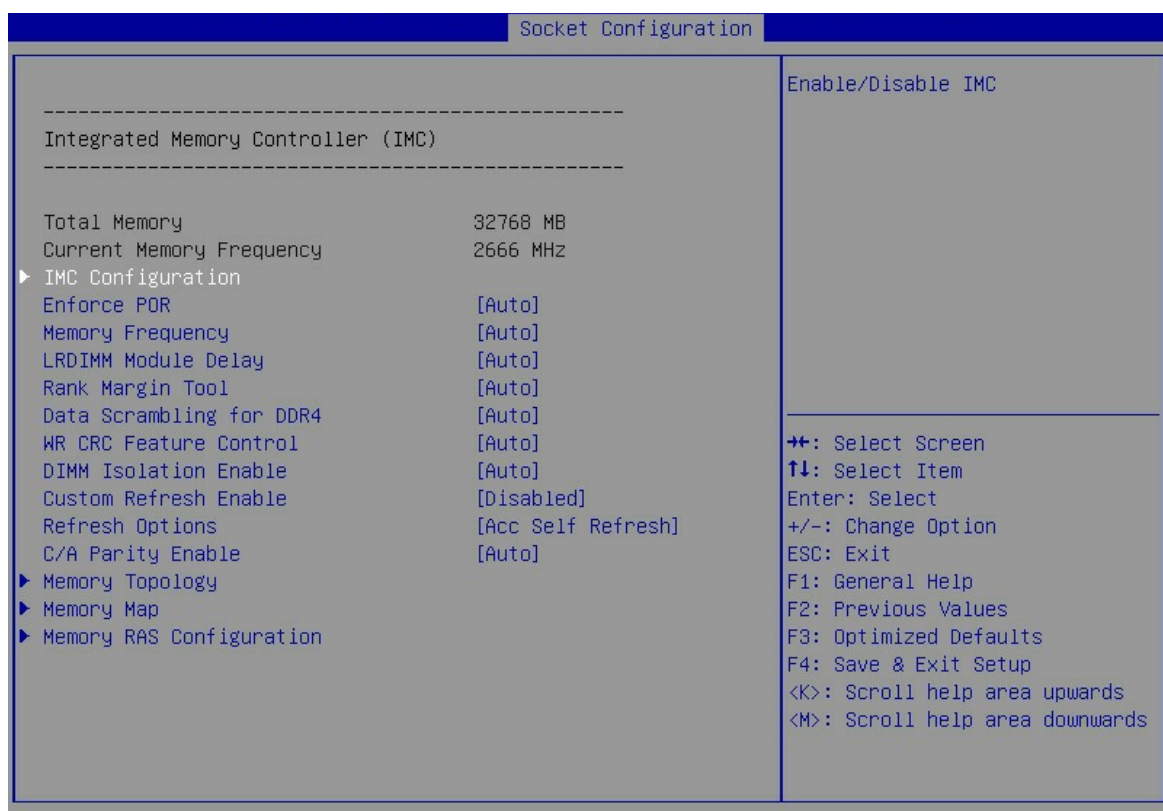 Socket Configuration
--------------------------------------------------
Integrated Memory Controller (IMC)
--------------------------------------------------
Total Memory 32768 MB
Current Memory Frequency 2666 MHz
IMC Configuration
Enforce POR [Auto]
Memory Frequency [Auto]
LRDIMM Module Delay [Auto]
Rank Margin Tool [Auto]
Data Scrambling for DDR4 [Auto]
WR CRC Feature Control [Auto]
DIMM Isolation Enable [Auto]
Custom Refresh Enable [Disabled]
Refresh Options [Acc Self Refresh]
C/A Parity Enable [Auto]
Memory Topology
Memory Map
Memory RAS Configuration
Enable/Disable IMC
→←: Select Screen
↑↓: Select Item
Enter: Select
+/-: Change Option
ESC: Exit
F1: General Help
F2: Previous Values
F3: Optimized Defaults
F4: Save & Exit Setup
<K>: Scroll help area upwards
<M>: Scroll help area downwards